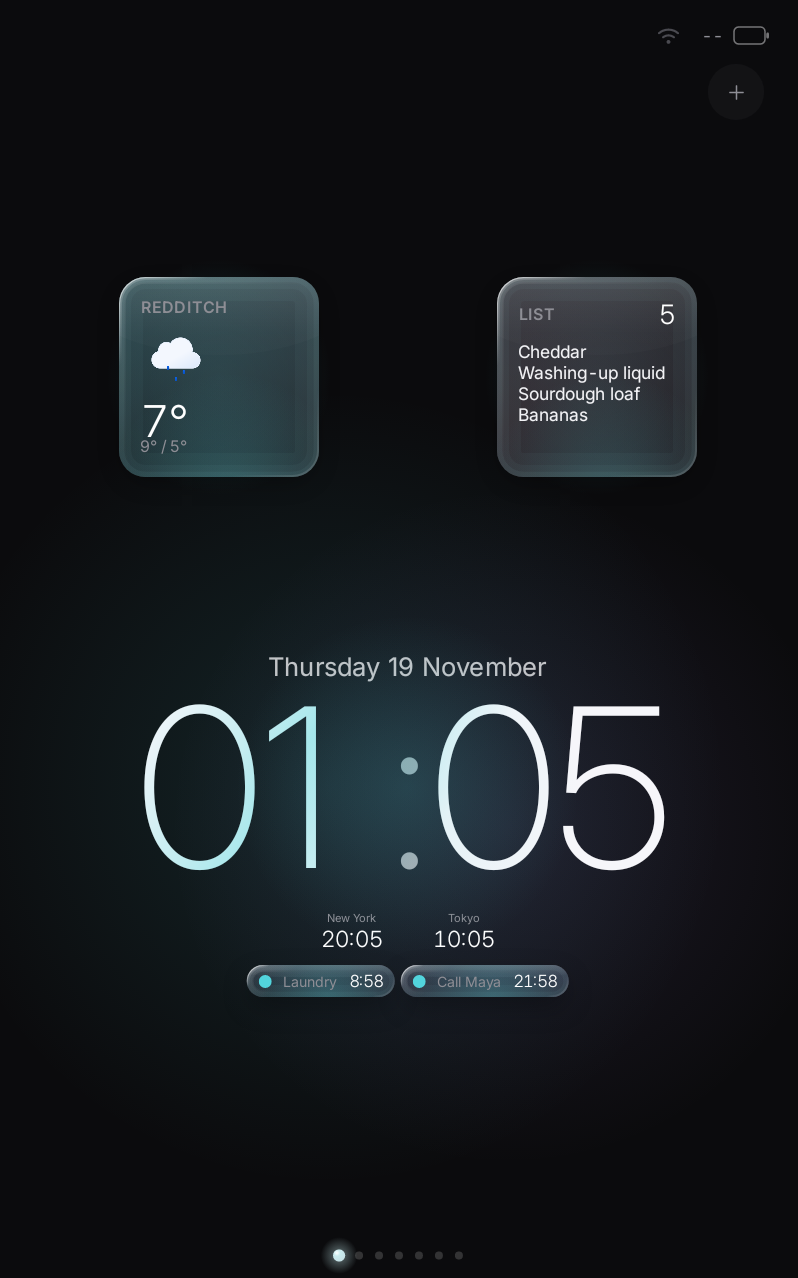 --
+
REDDITCH
7°
9° / 5°
LIST 5
Cheddar
Washing-up liquid
Sourdough loaf
Bananas
Thursday 19 November
01:05
New York
20:05
Tokyo
10:05
Laundry 8:58
Call Maya 21:58